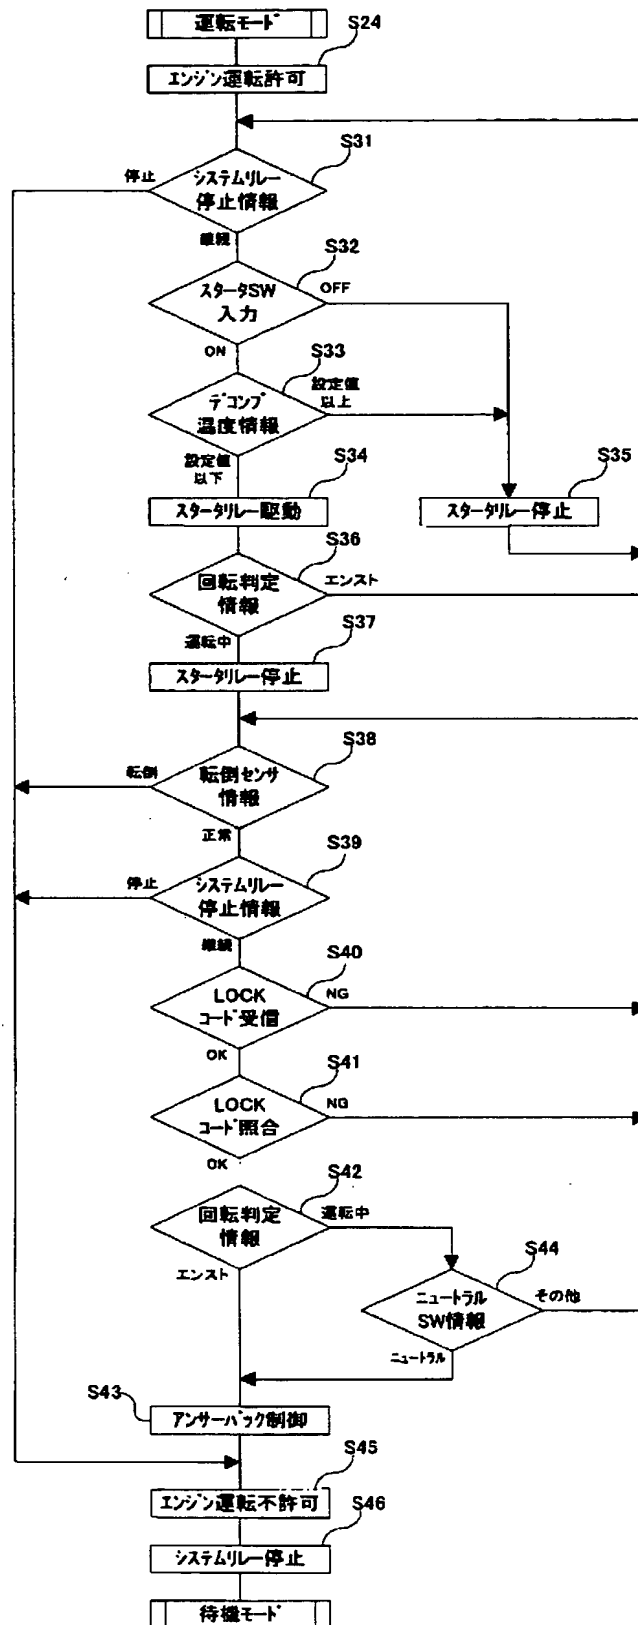 運転モード
S24
エンジン運転許可
S31
停止
システムリレー
停止情報
継続
S32
スタータSW
入力
OFF
ON
S33
デコンプ
温度情報
設定値
以上
設定値
以下
S34
スタータリレー駆動
S35
スタータリレー停止
S36
回転判定
情報
エンスト
運転中
S37
スタータリレー停止
S38
転倒
転倒センサ
情報
正常
S39
停止
システムリレー
停止情報
継続
S40
LOCK
コード受信
NG
OK
S41
LOCK
コード照合
NG
OK
S42
回転判定
情報
運転中
エンスト
S44
ニュートラル
SW情報
その他
ニュートラル
S43
アンサーバック制御
S45
エンジン運転不許可
S46
システムリレー停止
待機モード